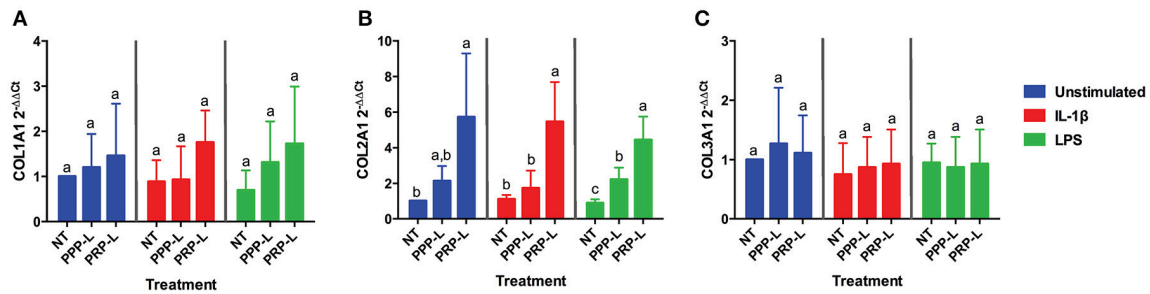 A
COL1A1 2-ΔΔCt
4
3
2
1
0
a a a
a a a
a a a
NT PPP-L PRP-L
NT PPP-L PRP-L
NT PPP-L PRP-L
Treatment
B
COL2A1 2-ΔΔCt
10
8
6
4
2
0
b a,b a
b b a
c b a
NT PPP-L PRP-L
NT PPP-L PRP-L
NT PPP-L PRP-L
Treatment
C
COL3A1 2-ΔΔCt
3
2
1
0
a a a
a a a
a a a
NT PPP-L PRP-L
NT PPP-L PRP-L
NT PPP-L PRP-L
Treatment
Unstimulated
IL-1β
LPS